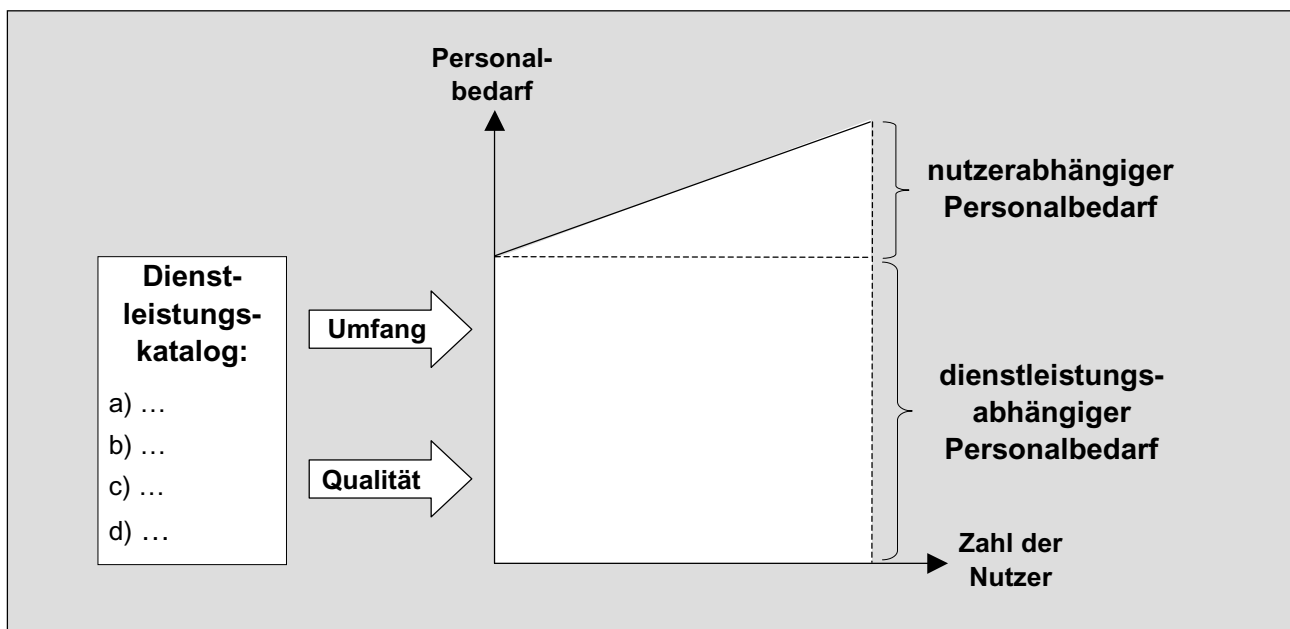 Personal-
bedarf
nutzerabhängiger
Personalbedarf
Dienst-
leistungs-
katalog:
a) …
b) …
c) …
d) …
Umfang
Qualität
dienstleistungs-
abhängiger
Personalbedarf
Zahl der
Nutzer